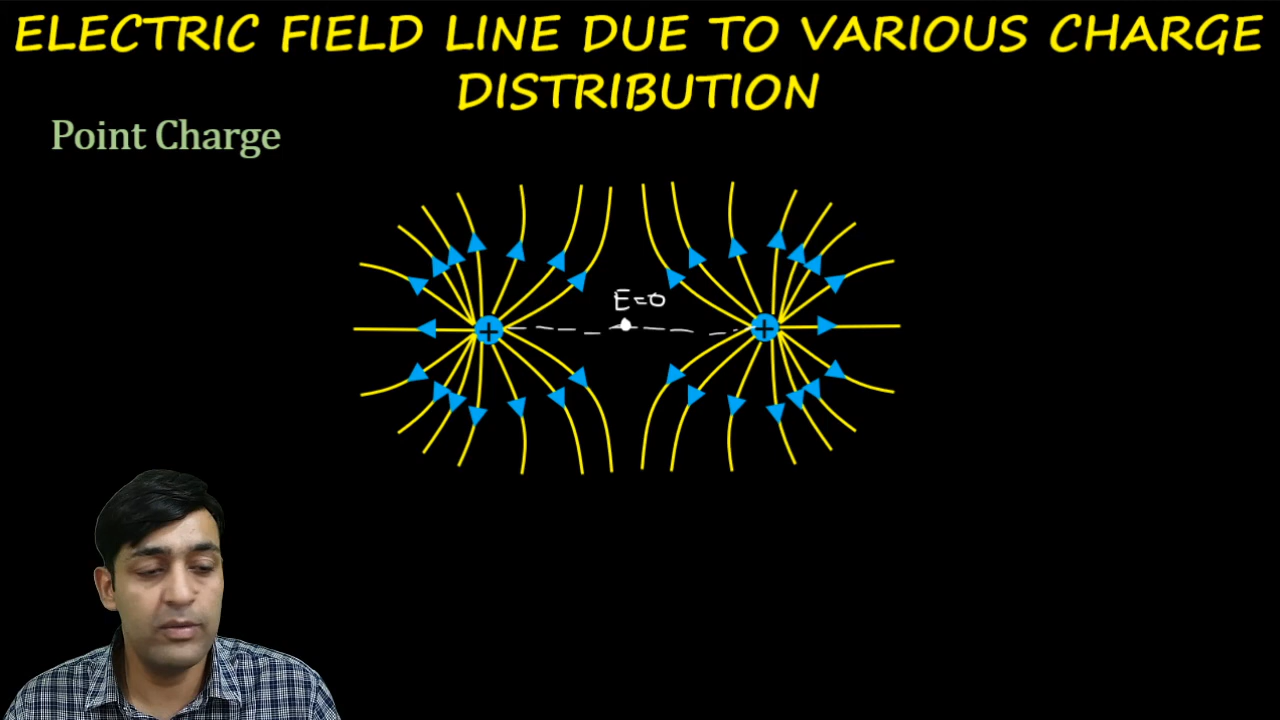 ELECTRIC FIELD LINE DUE TO VARIOUS CHARGE
DISTRIBUTION
Point Charge
E=0
+
+